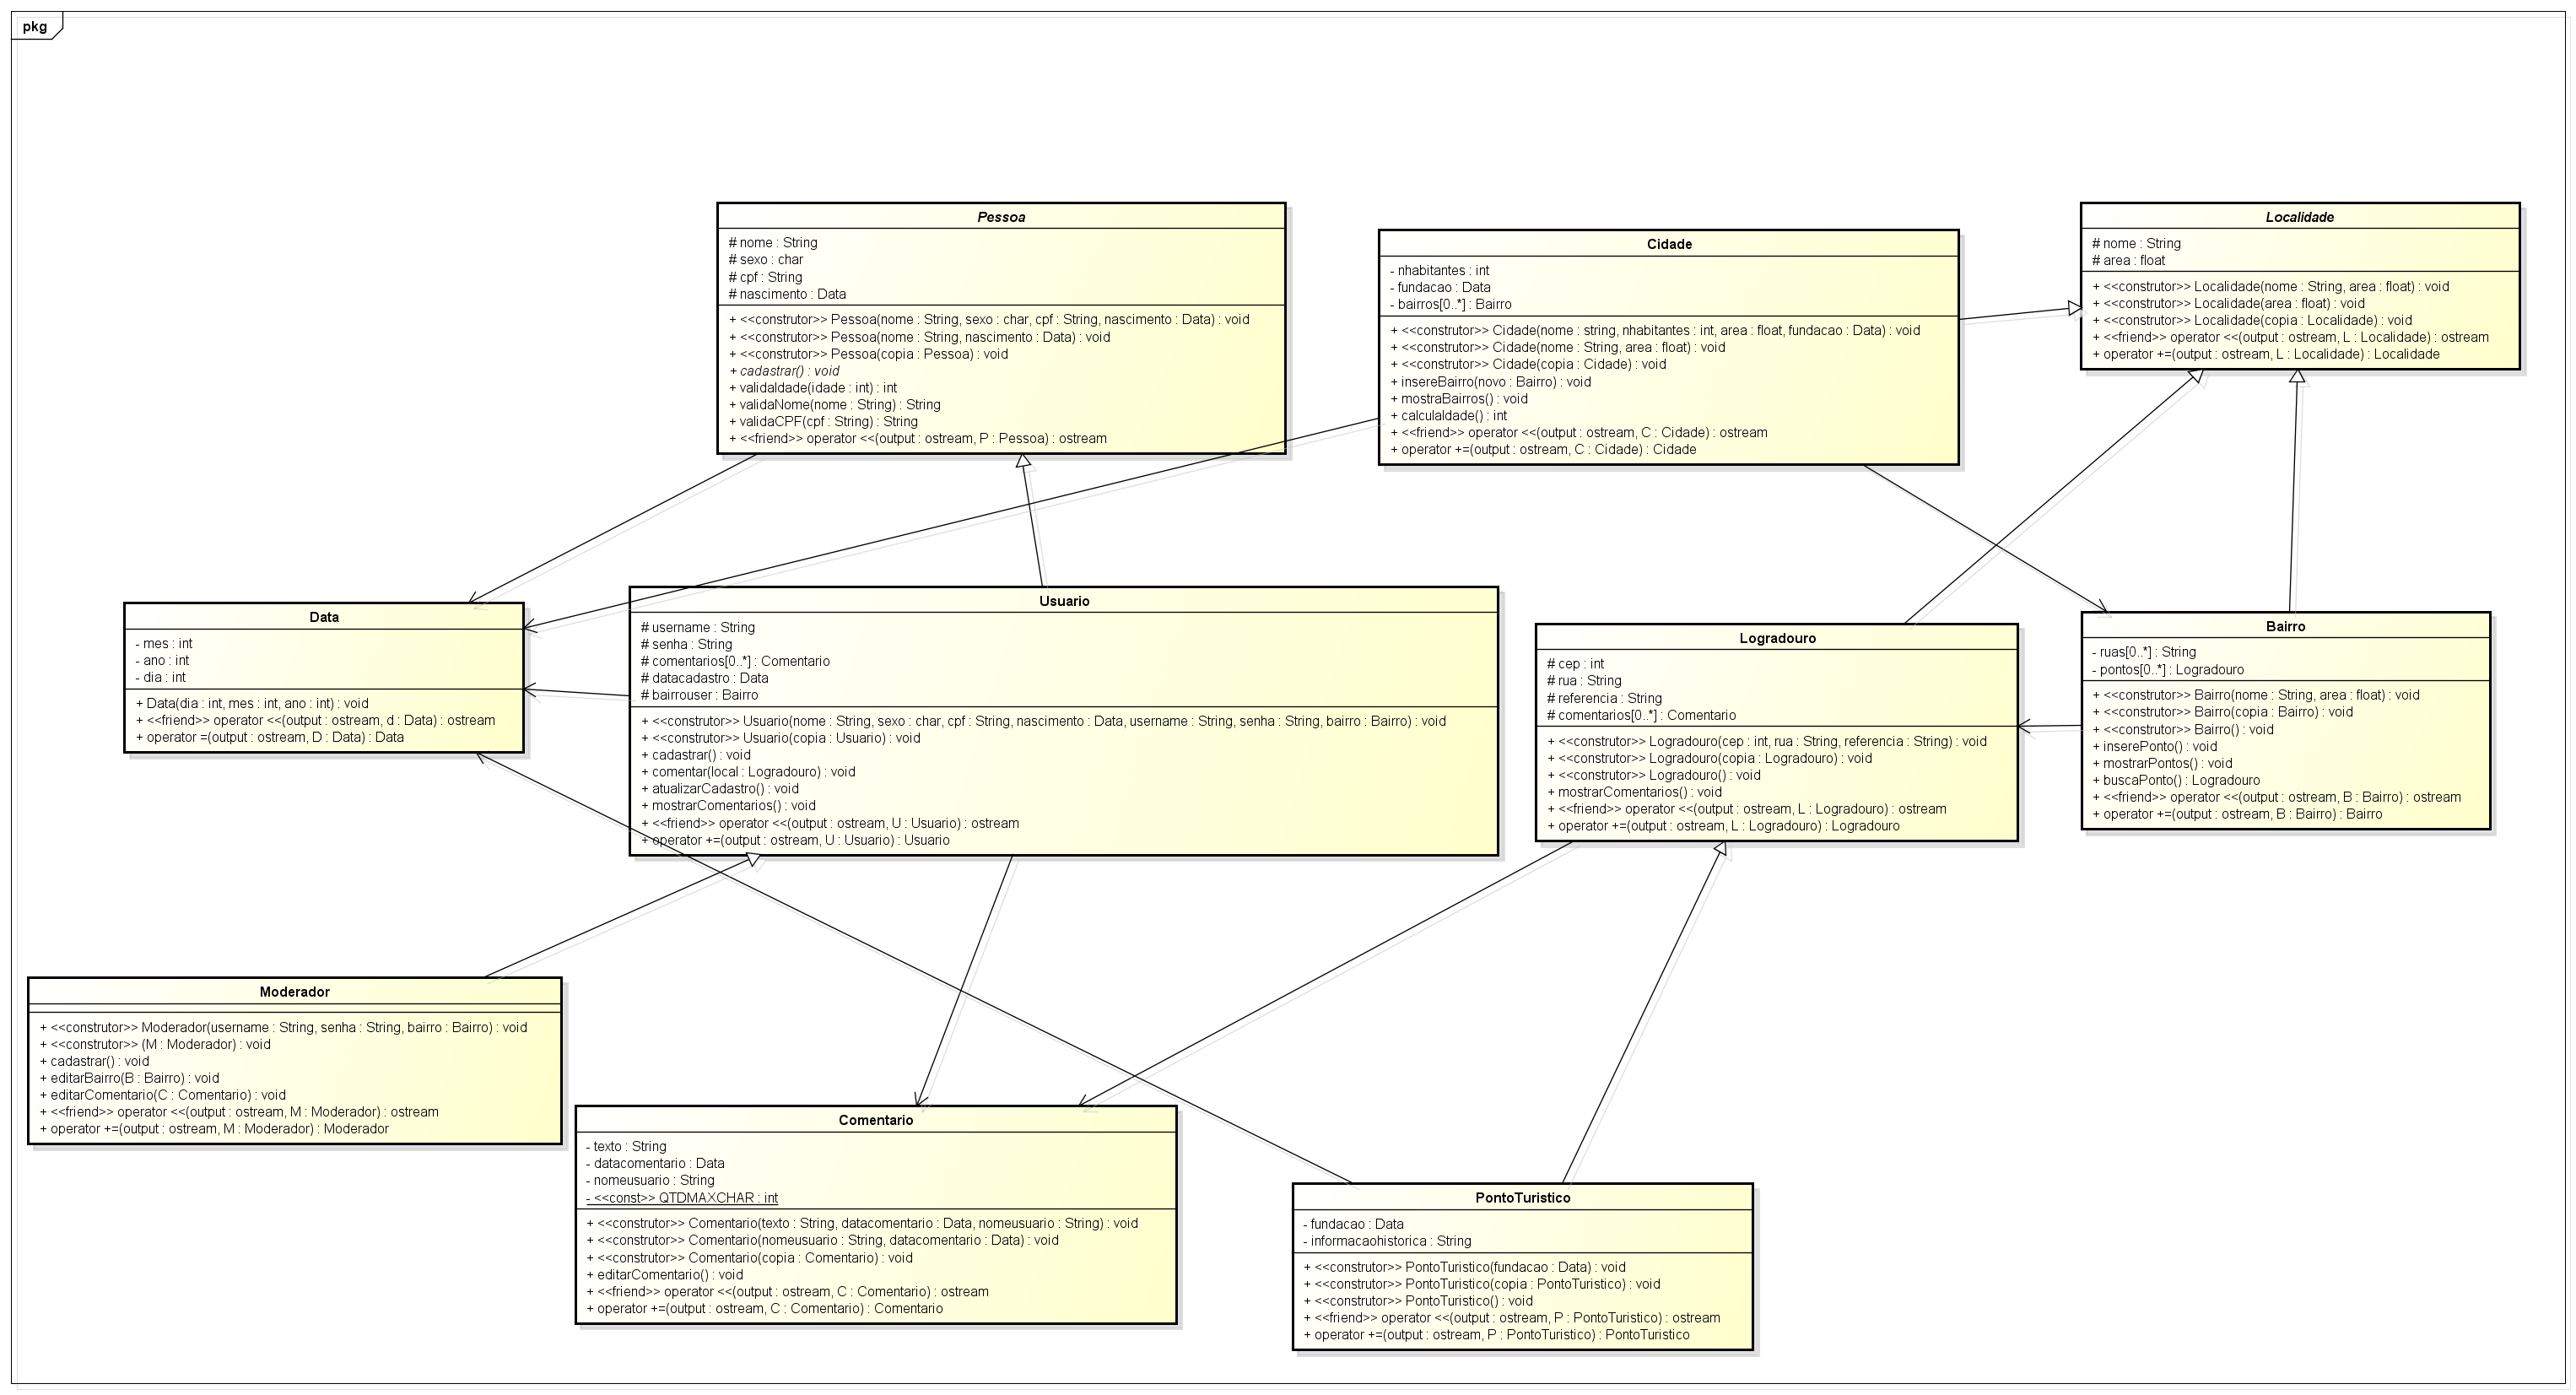 pkg
Pessoa
# nome : String
# sexo : char
# cpf : String
# nascimento : Data
+ <<construtor>> Pessoa(nome : String, sexo : char, cpf : String, nascimento : Data) : void
+ <<construtor>> Pessoa(nome : String, nascimento : Data) : void
+ <<construtor>> Pessoa(copia : Pessoa) : void
+ cadastrar() : void
+ validaIdade(idade : int) : int
+ validaNome(nome : String) : String
+ validaCPF(cpf : String) : String
+ <<friend>> operator <<(output : ostream, P : Pessoa) : ostream
Cidade
- nhabitantes : int
- fundacao : Data
- bairros[0..*] : Bairro
+ <<construtor>> Cidade(nome : string, nhabitantes : int, area : float, fundacao : Data) : void
+ <<construtor>> Cidade(nome : String, area : float) : void
+ <<construtor>> Cidade(copia : Cidade) : void
+ insereBairro(novo : Bairro) : void
+ mostraBairros() : void
+ calculaIdade() : int
+ <<friend>> operator <<(output : ostream, C : Cidade) : ostream
+ operator +=(output : ostream, C : Cidade) : Cidade
Localidade
# nome : String
# area : float
+ <<construtor>> Localidade(nome : String, area : float) : void
+ <<construtor>> Localidade(area : float) : void
+ <<construtor>> Localidade(copia : Localidade) : void
+ <<friend>> operator <<(output : ostream, L : Localidade) : ostream
+ operator +=(output : ostream, L : Localidade) : Localidade
Data
- mes : int
- ano : int
- dia : int
+ Data(dia : int, mes : int, ano : int) : void
+ <<friend>> operator <<(output : ostream, d : Data) : ostream
+ operator =(output : ostream, D : Data) : Data
Usuario
# username : String
# senha : String
# comentarios[0..*] : Comentario
# datacadastro : Data
# bairrouser : Bairro
+ <<construtor>> Usuario(nome : String, sexo : char, cpf : String, nascimento : Data, username : String, senha : String, bairro : Bairro) : void
+ <<construtor>> Usuario(copia : Usuario) : void
+ cadastrar() : void
+ comentar(local : Logradouro) : void
+ atualizarCadastro() : void
+ mostrarComentarios() : void
+ <<friend>> operator <<(output : ostream, U : Usuario) : ostream
+ operator +=(output : ostream, U : Usuario) : Usuario
Logradouro
# cep : int
# rua : String
# referencia : String
# comentarios[0..*] : Comentario
+ <<construtor>> Logradouro(cep : int, rua : String, referencia : String) : void
+ <<construtor>> Logradouro(copia : Logradouro) : void
+ <<construtor>> Logradouro() : void
+ mostrarComentarios() : void
+ <<friend>> operator <<(output : ostream, L : Logradouro) : ostream
+ operator +=(output : ostream, L : Logradouro) : Logradouro
Bairro
- ruas[0..*] : String
- pontos[0..*] : Logradouro
+ <<construtor>> Bairro(nome : String, area : float) : void
+ <<construtor>> Bairro(copia : Bairro) : void
+ <<construtor>> Bairro() : void
+ inserePonto() : void
+ mostrarPontos() : void
+ buscaPonto() : Logradouro
+ <<friend>> operator <<(output : ostream, B : Bairro) : ostream
+ operator +=(output : ostream, B : Bairro) : Bairro
Moderador
+ <<construtor>> Moderador(username : String, senha : String, bairro : Bairro) : void
+ <<construtor>> (M : Moderador) : void
+ cadastrar() : void
+ editarBairro(B : Bairro) : void
+ editarComentario(C : Comentario) : void
+ <<friend>> operator <<(output : ostream, M : Moderador) : ostream
+ operator +=(output : ostream, M : Moderador) : Moderador
Comentario
- texto : String
- datacomentario : Data
- nomeusuario : String
- <<const>> QTDMAXCHAR : int
+ <<construtor>> Comentario(texto : String, datacomentario : Data, nomeusuario : String) : void
+ <<construtor>> Comentario(nomeusuario : String, datacomentario : Data) : void
+ <<construtor>> Comentario(copia : Comentario) : void
+ editarComentario() : void
+ <<friend>> operator <<(output : ostream, C : Comentario) : ostream
+ operator +=(output : ostream, C : Comentario) : Comentario
PontoTuristico
- fundacao : Data
- informacaohistorica : String
+ <<construtor>> PontoTuristico(fundacao : Data) : void
+ <<construtor>> PontoTuristico(copia : PontoTuristico) : void
+ <<construtor>> PontoTuristico() : void
+ <<friend>> operator <<(output : ostream, P : PontoTuristico) : ostream
+ operator +=(output : ostream, P : PontoTuristico) : PontoTuristico